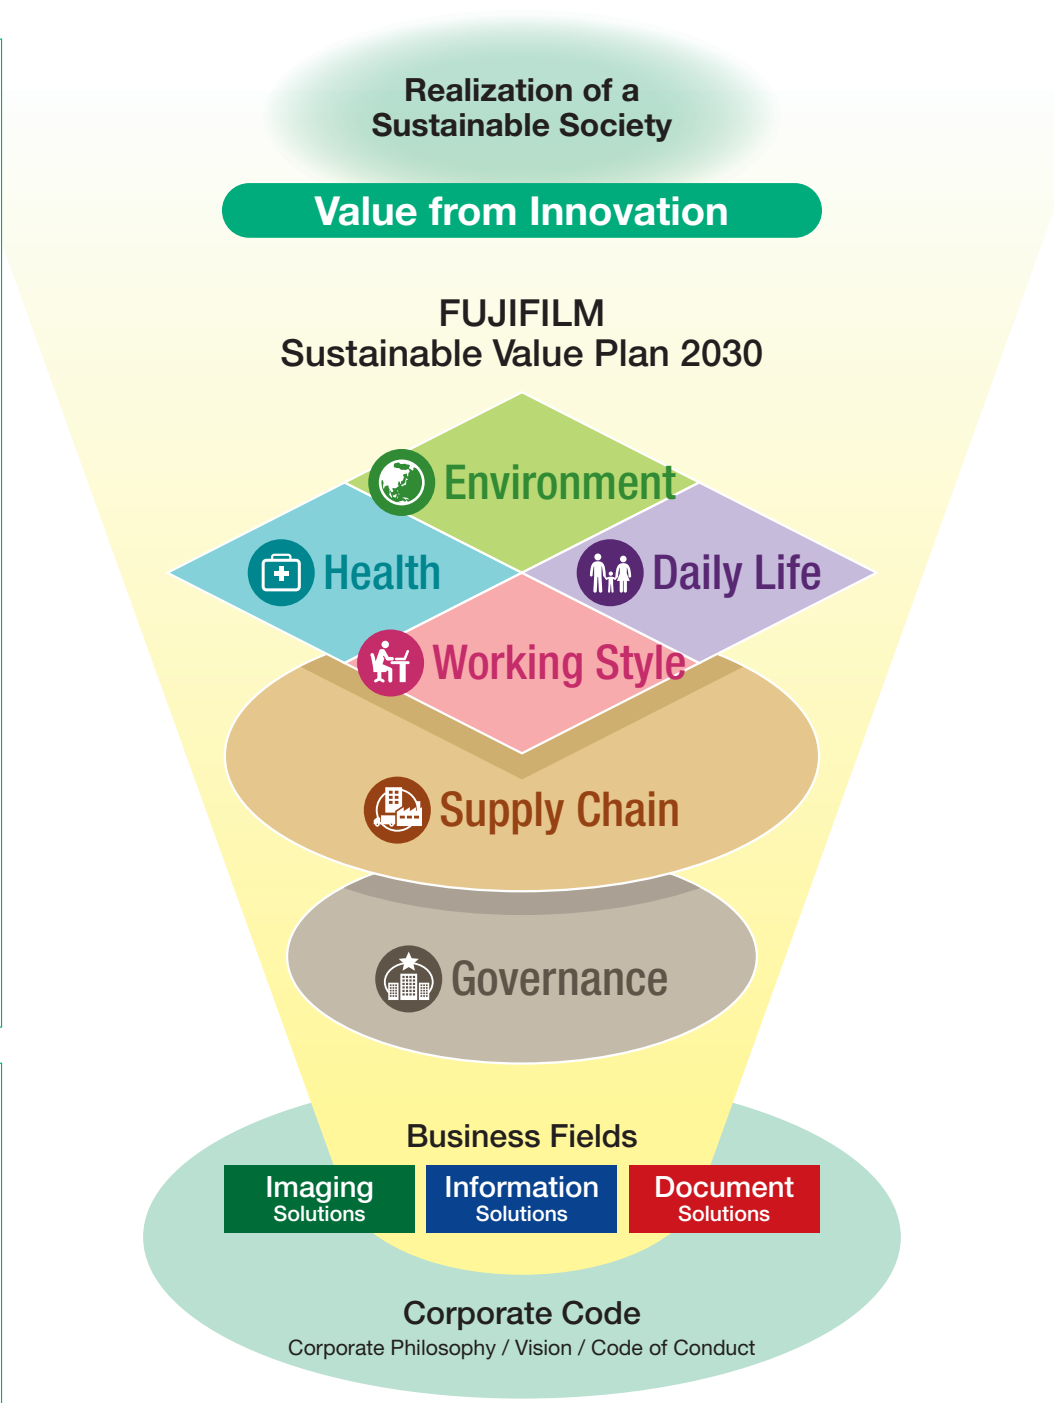 Realization of a
Sustainable Society
Value from Innovation
FUJIFILM
Sustainable Value Plan 2030
Environment
Health
Daily Life
Working Style
Supply Chain
Governance
Business Fields
Imaging
Solutions
Information
Solutions
Document
Solutions
Corporate Code
Corporate Philosophy / Vision / Code of Conduct